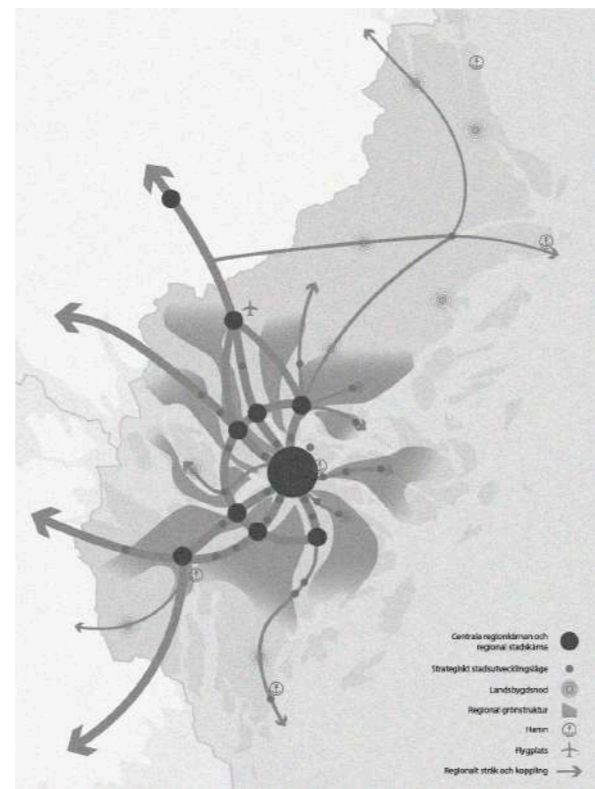 Centrala regionkärnan och
regional stadskärna
Strategiskt stadsutvecklingsläge
Landsbygdsnod
Regional grönstruktur
Hamn
Flygplats
Regionalt stråk och koppling